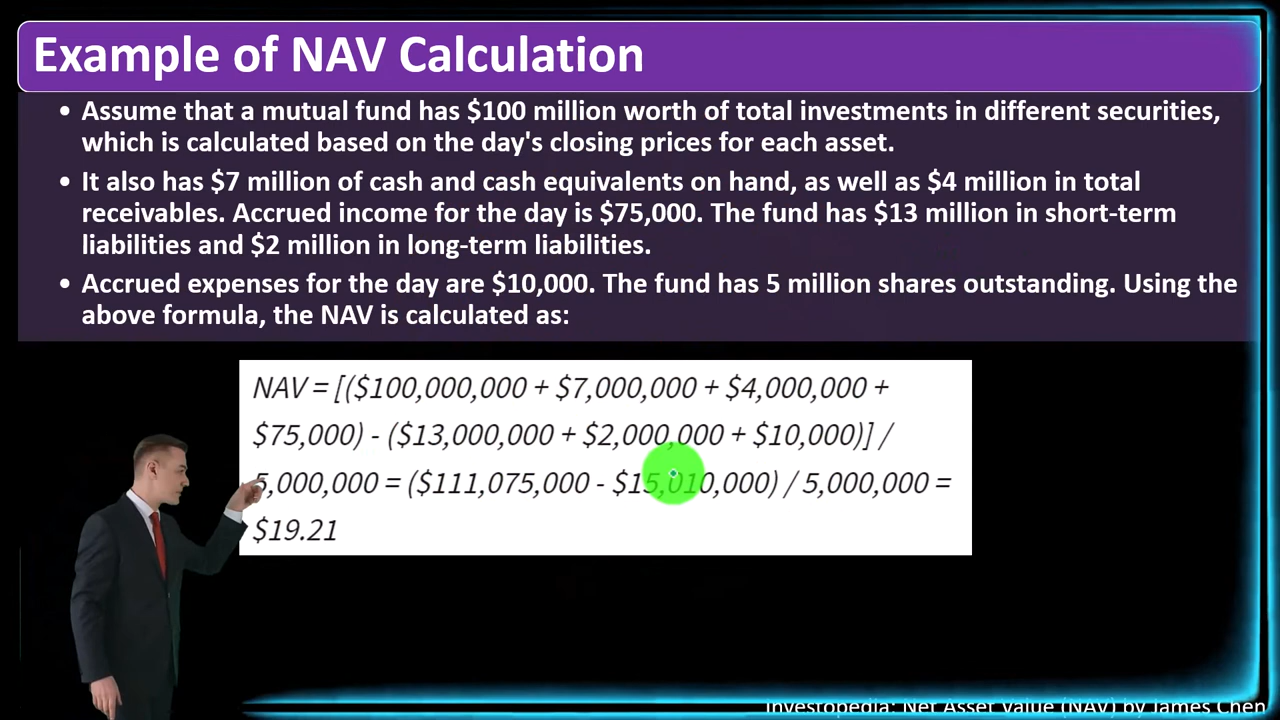 Example of NAV Calculation
• Assume that a mutual fund has $100 million worth of total investments in different securities,
which is calculated based on the day's closing prices for each asset.
• It also has $7 million of cash and cash equivalents on hand, as well as $4 million in total
receivables. Accrued income for the day is $75,000. The fund has $13 million in short-term
liabilities and $2 million in long-term liabilities.
• Accrued expenses for the day are $10,000. The fund has 5 million shares outstanding. Using the
above formula, the NAV is calculated as:
NAV = [($100,000,000 + $7,000,000 + $4,000,000 +
$75,000) - ($13,000,000 + $2,000,000 + $10,000)] /
5,000,000 = ($111,075,000 - $15,010,000) / 5,000,000 =
$19.21
Investopedia: Net Asset Value (NAV) by James Chen